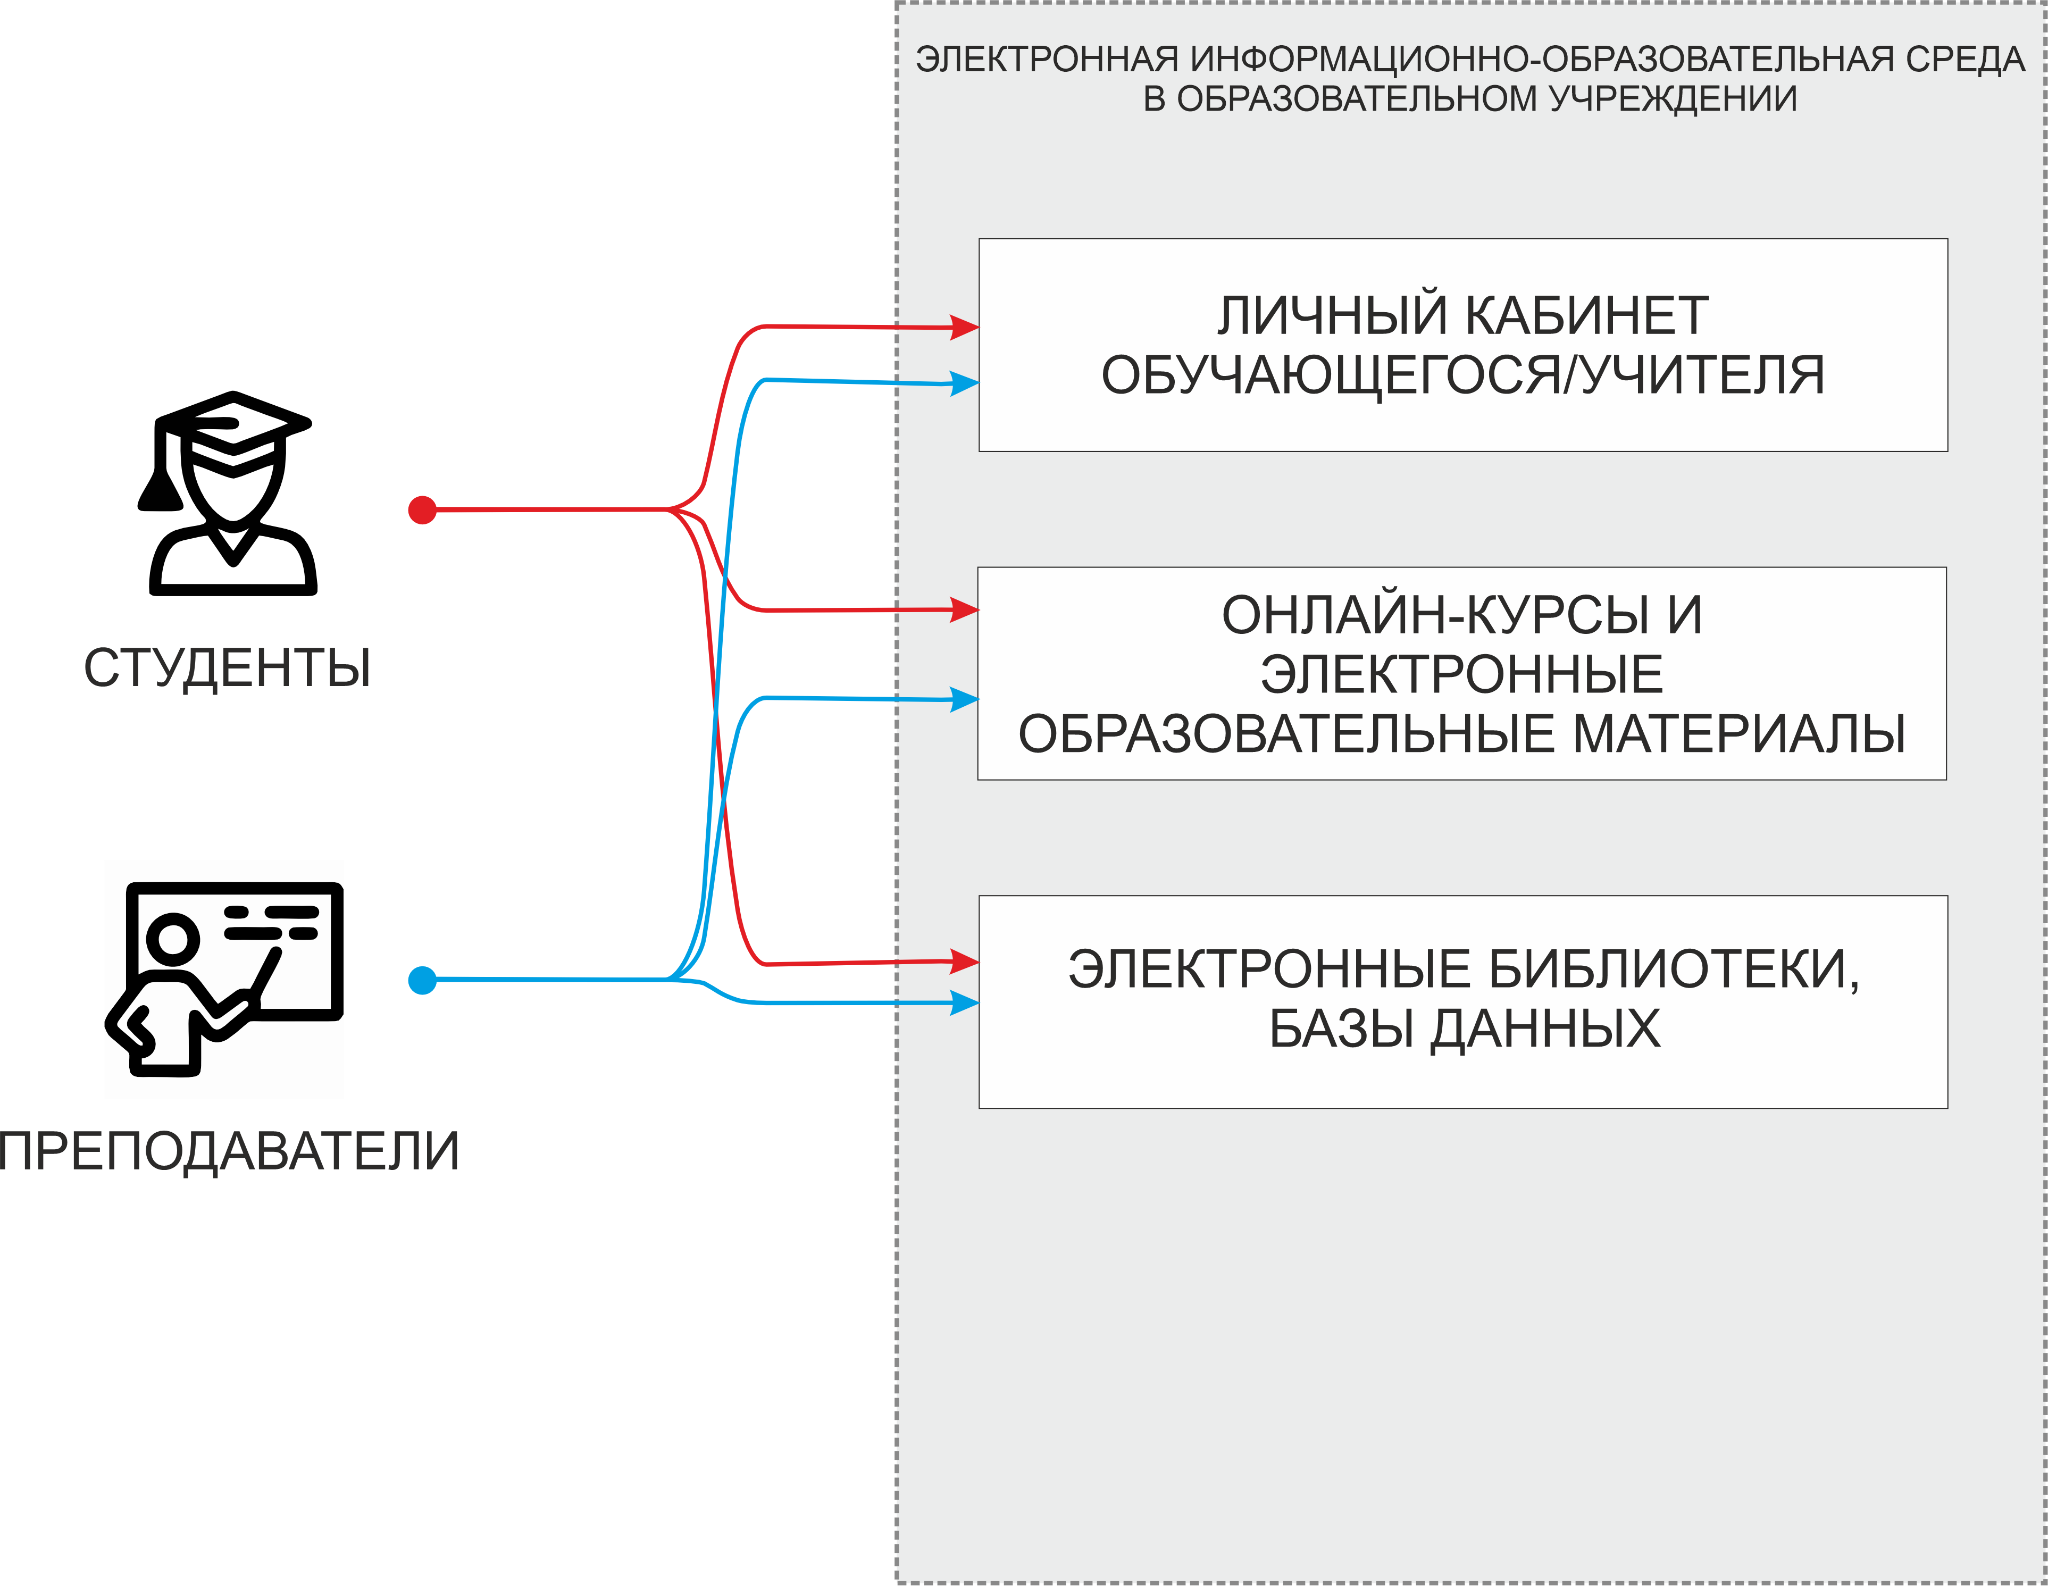 ЭЛЕКТРОННАЯ ИНФОРМАЦИОННО-ОБРАЗОВАТЕЛЬНАЯ СРЕДА
В ОБРАЗОВАТЕЛЬНОМ УЧРЕЖДЕНИИ
ЛИЧНЫЙ КАБИНЕТ
ОБУЧАЮЩЕГОСЯ/УЧИТЕЛЯ
СТУДЕНТЫ
ОНЛАЙН-КУРСЫ И
ЭЛЕКТРОННЫЕ
ОБРАЗОВАТЕЛЬНЫЕ МАТЕРИАЛЫ
ПРЕПОДАВАТЕЛИ
ЭЛЕКТРОННЫЕ БИБЛИОТЕКИ,
БАЗЫ ДАННЫХ